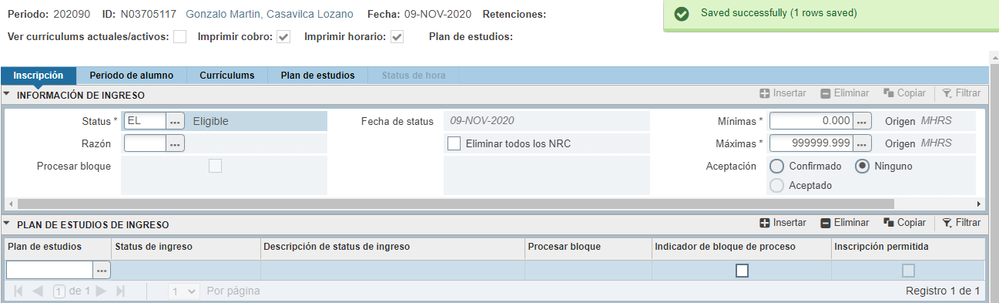 Periodo: 202090 ID: N03705117 Gonzalo Martin, Casavilca Lozano Fecha: 09-NOV-2020 Retenciones:
Saved successfully (1 rows saved)
Ver currículums actuales/activos: Imprimir cobro: Imprimir horario: Plan de estudios:
Inscripción Periodo de alumno Currículums Plan de estudios Status de hora
INFORMACIÓN DE INGRESO Insertar Eliminar Copiar Filtrar
Status * EL ... Eligible Fecha de status 09-NOV-2020 Mínimas * 0.000 ... Origen MHRS
Razón ... Eliminar todos los NRC Máximas * 999999.999 ... Origen MHRS
Procesar bloque Aceptación Confirmado Ninguno
Aceptado
PLAN DE ESTUDIOS DE INGRESO Insertar Eliminar Copiar Filtrar
Plan de estudios Status de ingreso Descripción de status de ingreso Procesar bloque Indicador de bloque de proceso Inscripción permitida
...
1 de 1 1 Por página Registro 1 de 1